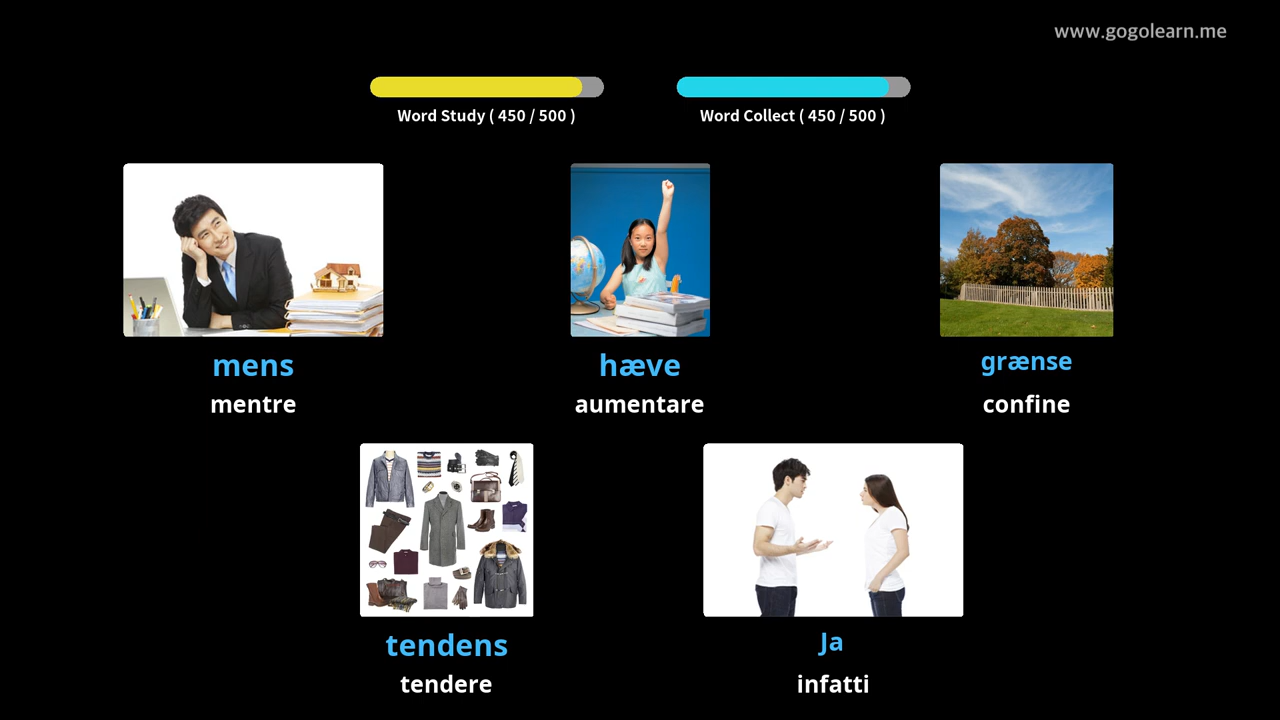 www.gogolearn.me
Word Study ( 450 / 500 )
Word Collect ( 450 / 500 )
mens
mentre
hæve
aumentare
grænse
confine
tendens
tendere
Ja
infatti